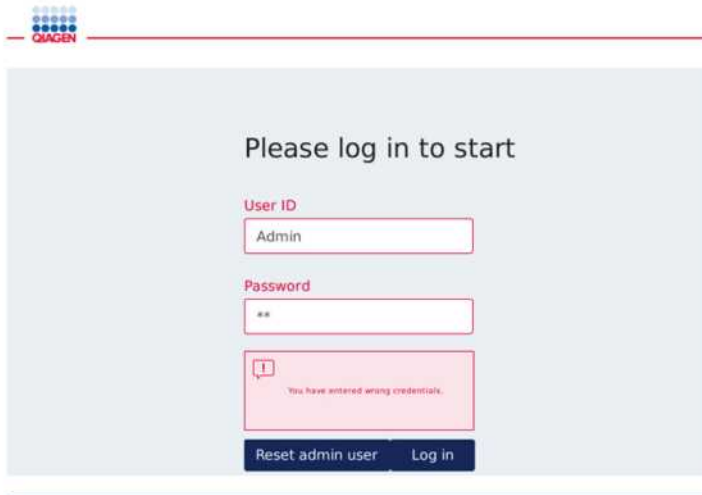 QIAGEN
Please log in to start
User ID
Admin
Password
**
!
You have entered wrong credentials.
Reset admin user Log in